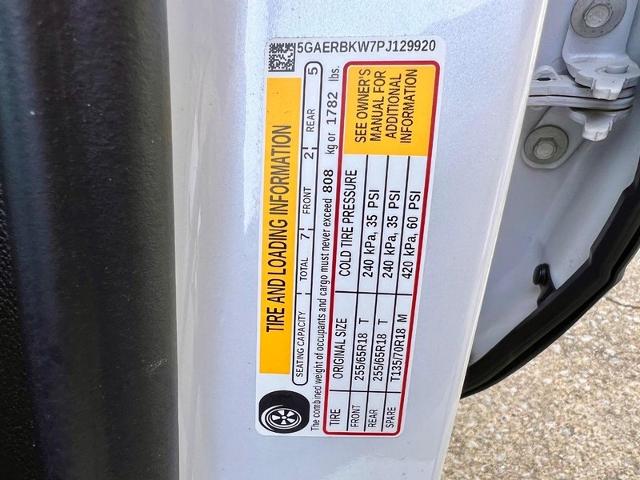 5GAERBKW7PJ129920
TIRE AND LOADING INFORMATION
SEATING CAPACITY TOTAL 7 FRONT 2 REAR 5
The combined weight of occupants and cargo must never exceed 808 kg or 1782 lbs.
TIRE ORIGINAL SIZE COLD TIRE PRESSURE
FRONT 255/65R18 T 240 kPa, 35 PSI
REAR 255/65R18 T 240 kPa, 35 PSI
SPARE T135/70R18 M 420 kPa, 60 PSI
SEE OWNER'S
MANUAL FOR
ADDITIONAL
INFORMATION